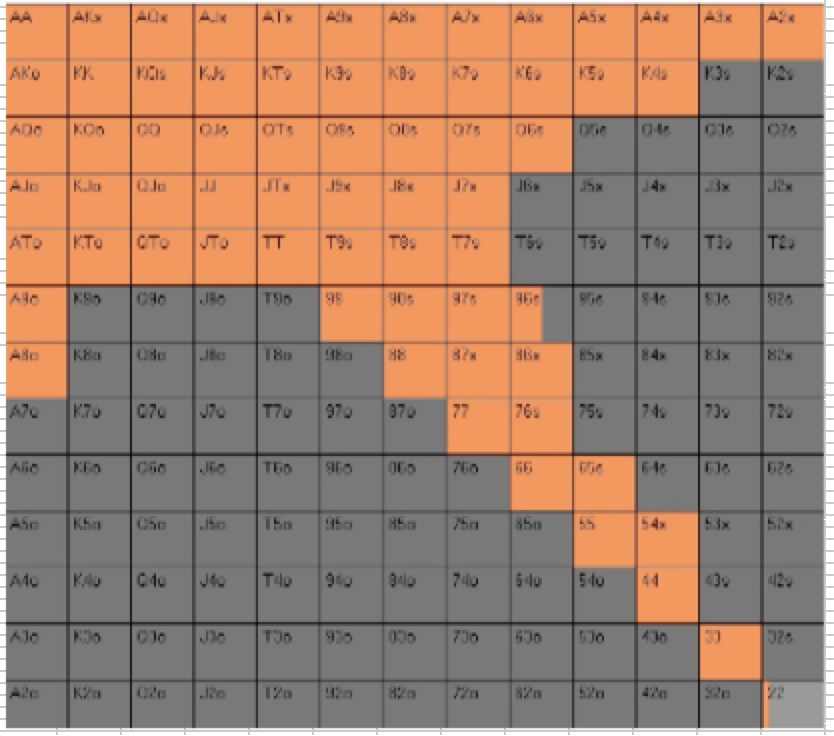 AA AKs AQs AJs ATs A9s A8s A7s A6s A5s A4s A3s A2s
AKo KK KQs KJs KTs K9s K8s K7s K6s K5s K4s K3s K2s
AQo KQo QQ QJs QTs Q9s Q8s Q7s Q6s Q5s Q4s Q3s Q2s
AJo KJo QJo JJ JTs J9s J8s J7s J6s J5s J4s J3s J2s
ATo KTo QTo JTo TT T9s T8s T7s T6s T5s T4s T3s T2s
A9o K9o Q9o J9o T9o 99 98s 97s 96s 95s 94s 93s 92s
A8o K8o Q8o J8o T8o 98o 88 87s 86s 85s 84s 83s 82s
A7o K7o Q7o J7o T7o 97o 87o 77 76s 75s 74s 73s 72s
A6o K6o Q6o J6o T6o 96o 86o 76o 66 65s 64s 63s 62s
A5o K5o Q5o J5o T5o 95o 85o 75o 65o 55 54s 53s 52s
A4o K4o Q4o J4o T4o 94o 84o 74o 64o 54o 44 43s 42s
A3o K3o Q3o J3o T3o 93o 83o 73o 63o 53o 43o 33 32s
A2o K2o Q2o J2o T2o 92o 82o 72o 62o 52o 42o 32o 22